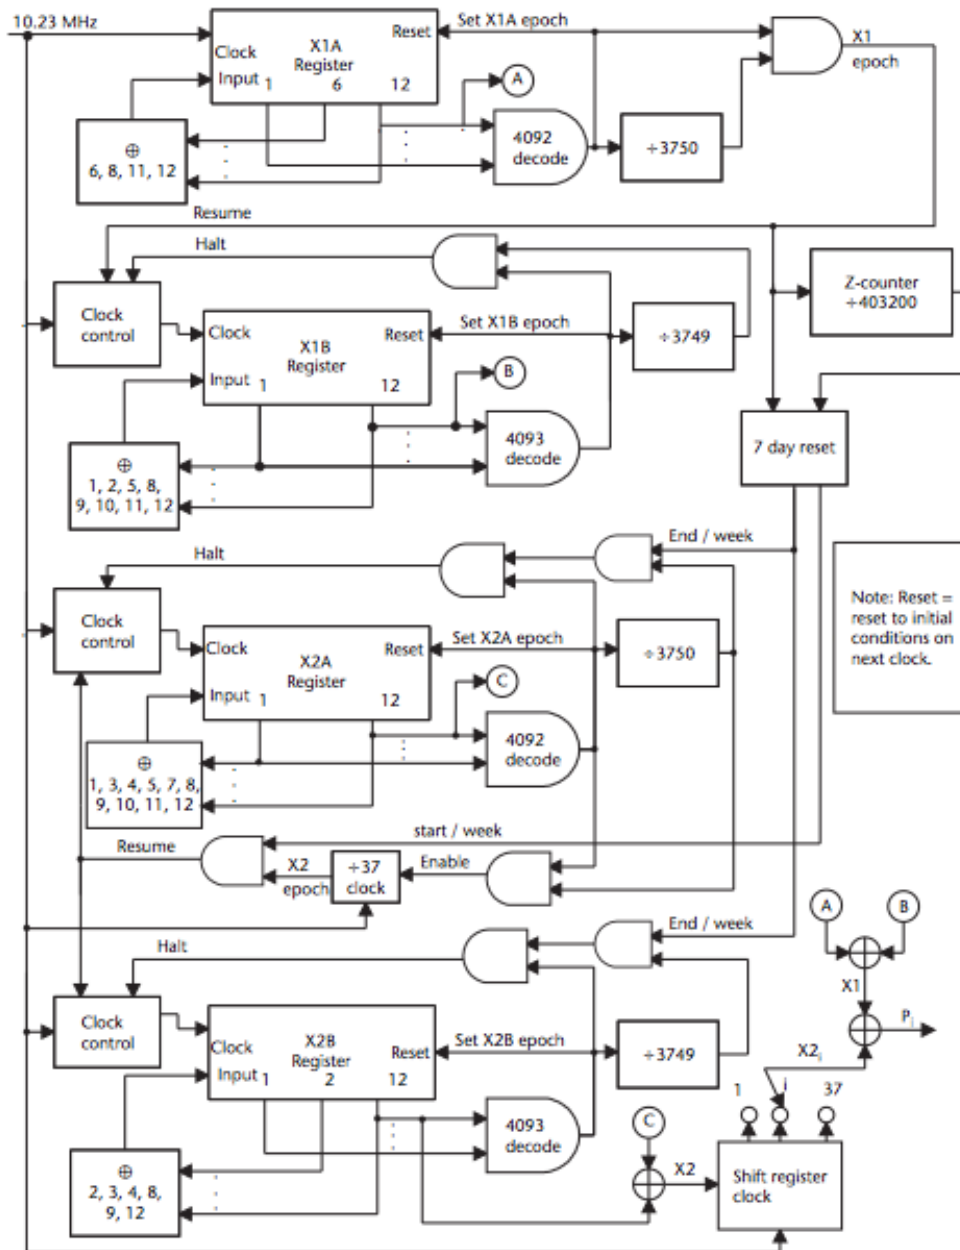 10.23 MHz
Clock
Input
X1A
Register
Reset
1
6
12
Set X1A epoch
A
X1
epoch
⊕
6, 8, 11, 12
4092
decode
÷3750
Resume
Halt
Clock
control
Clock
Input
X1B
Register
Reset
1
12
Set X1B epoch
÷3749
Z-counter
÷403200
B
⊕
1, 2, 5, 8,
9, 10, 11, 12
4093
decode
7 day reset
Halt
End / week
Clock
control
Clock
Input
X2A
Register
Reset
1
12
Set X2A epoch
÷3750
Note: Reset =
reset to initial
conditions on
next clock.
C
⊕
1, 3, 4, 5, 7, 8,
9, 10, 11, 12
4092
decode
start / week
Resume
X2
epoch
÷37
clock
Enable
A
B
Halt
End / week
X1
Clock
control
Clock
Input
X2B
Register
Reset
1
2
12
Set X2B epoch
÷3749
Pi
X2i
1
i
37
⊕
2, 3, 4, 8,
9, 12
4093
decode
C
X2
Shift register
clock